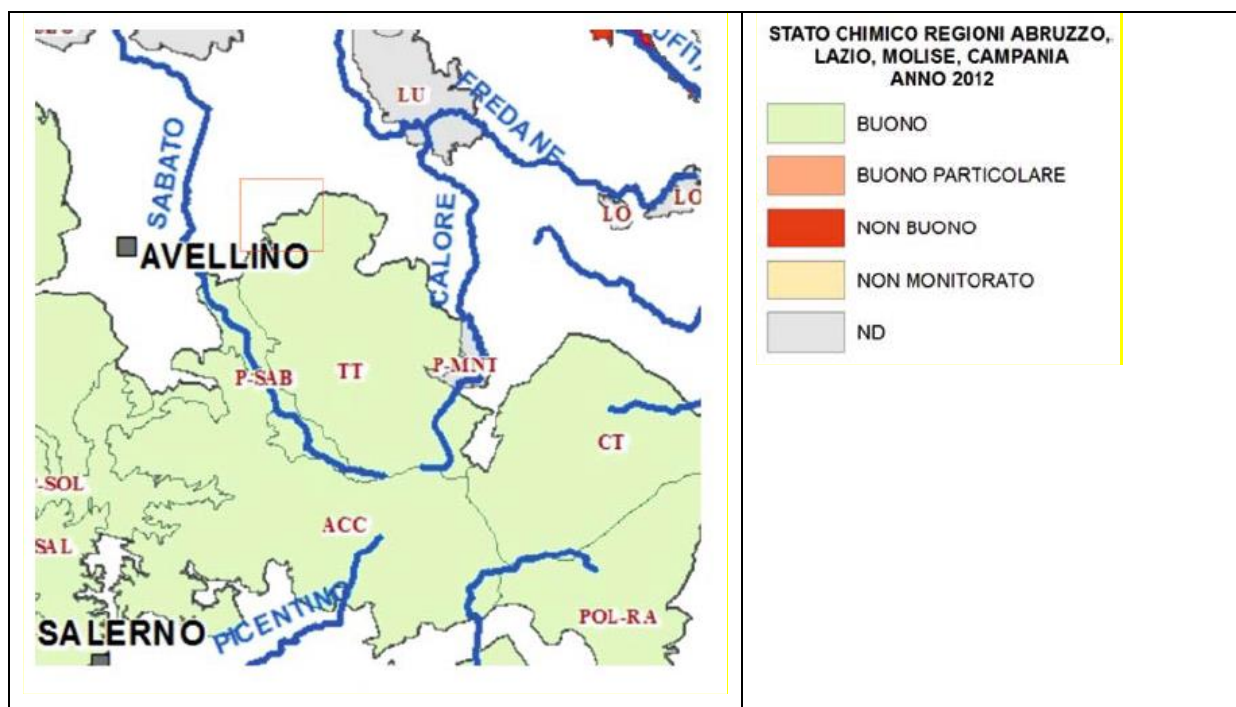 LU
FREDANE
SABATO
LO
LO
CALORE
AVELLINO
P-SAB
TT
P-MNT
CT
-SOL
ACC
SAL
PICENTINO
POL-RA
SALERNO
STATO CHIMICO REGIONI ABRUZZO,
LAZIO, MOLISE, CAMPANIA
ANNO 2012
BUONO
BUONO PARTICOLARE
NON BUONO
NON MONITORATO
ND